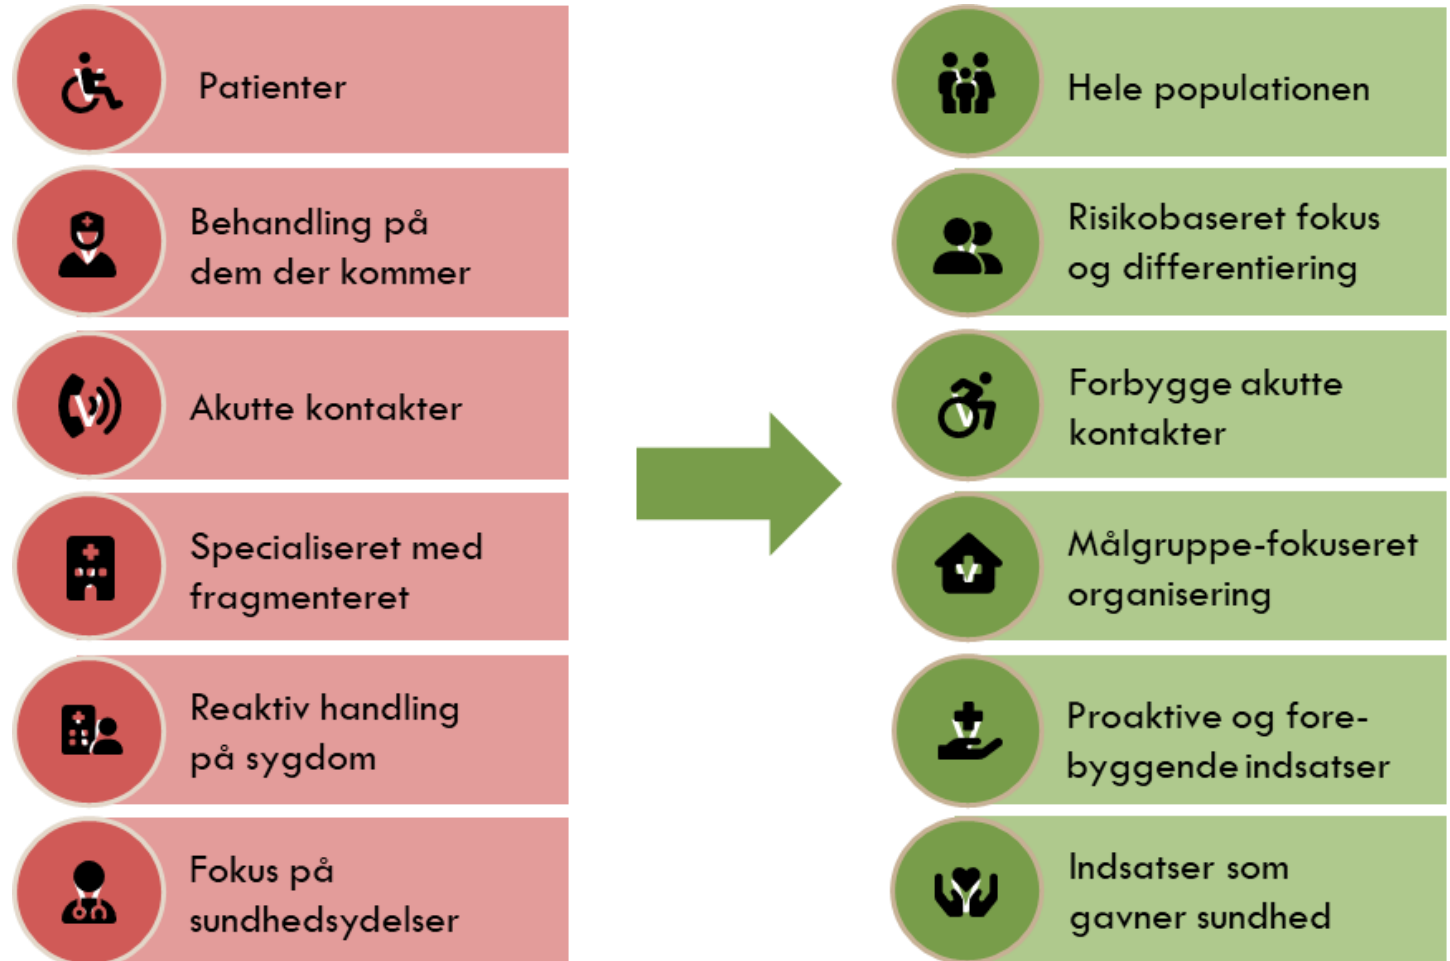 Patienter
Behandling på
dem der kommer
Akutte kontakter
Specialiseret med
fragmenteret
Reaktiv handling
på sygdom
Fokus på
sundhedsydelser
Hele populationen
Risikobaseret fokus
og differentiering
Forbygge akutte
kontakter
Målgruppe-fokuseret
organisering
Proaktive og fore-
byggende indsatser
Indsatser som
gavner sundhed